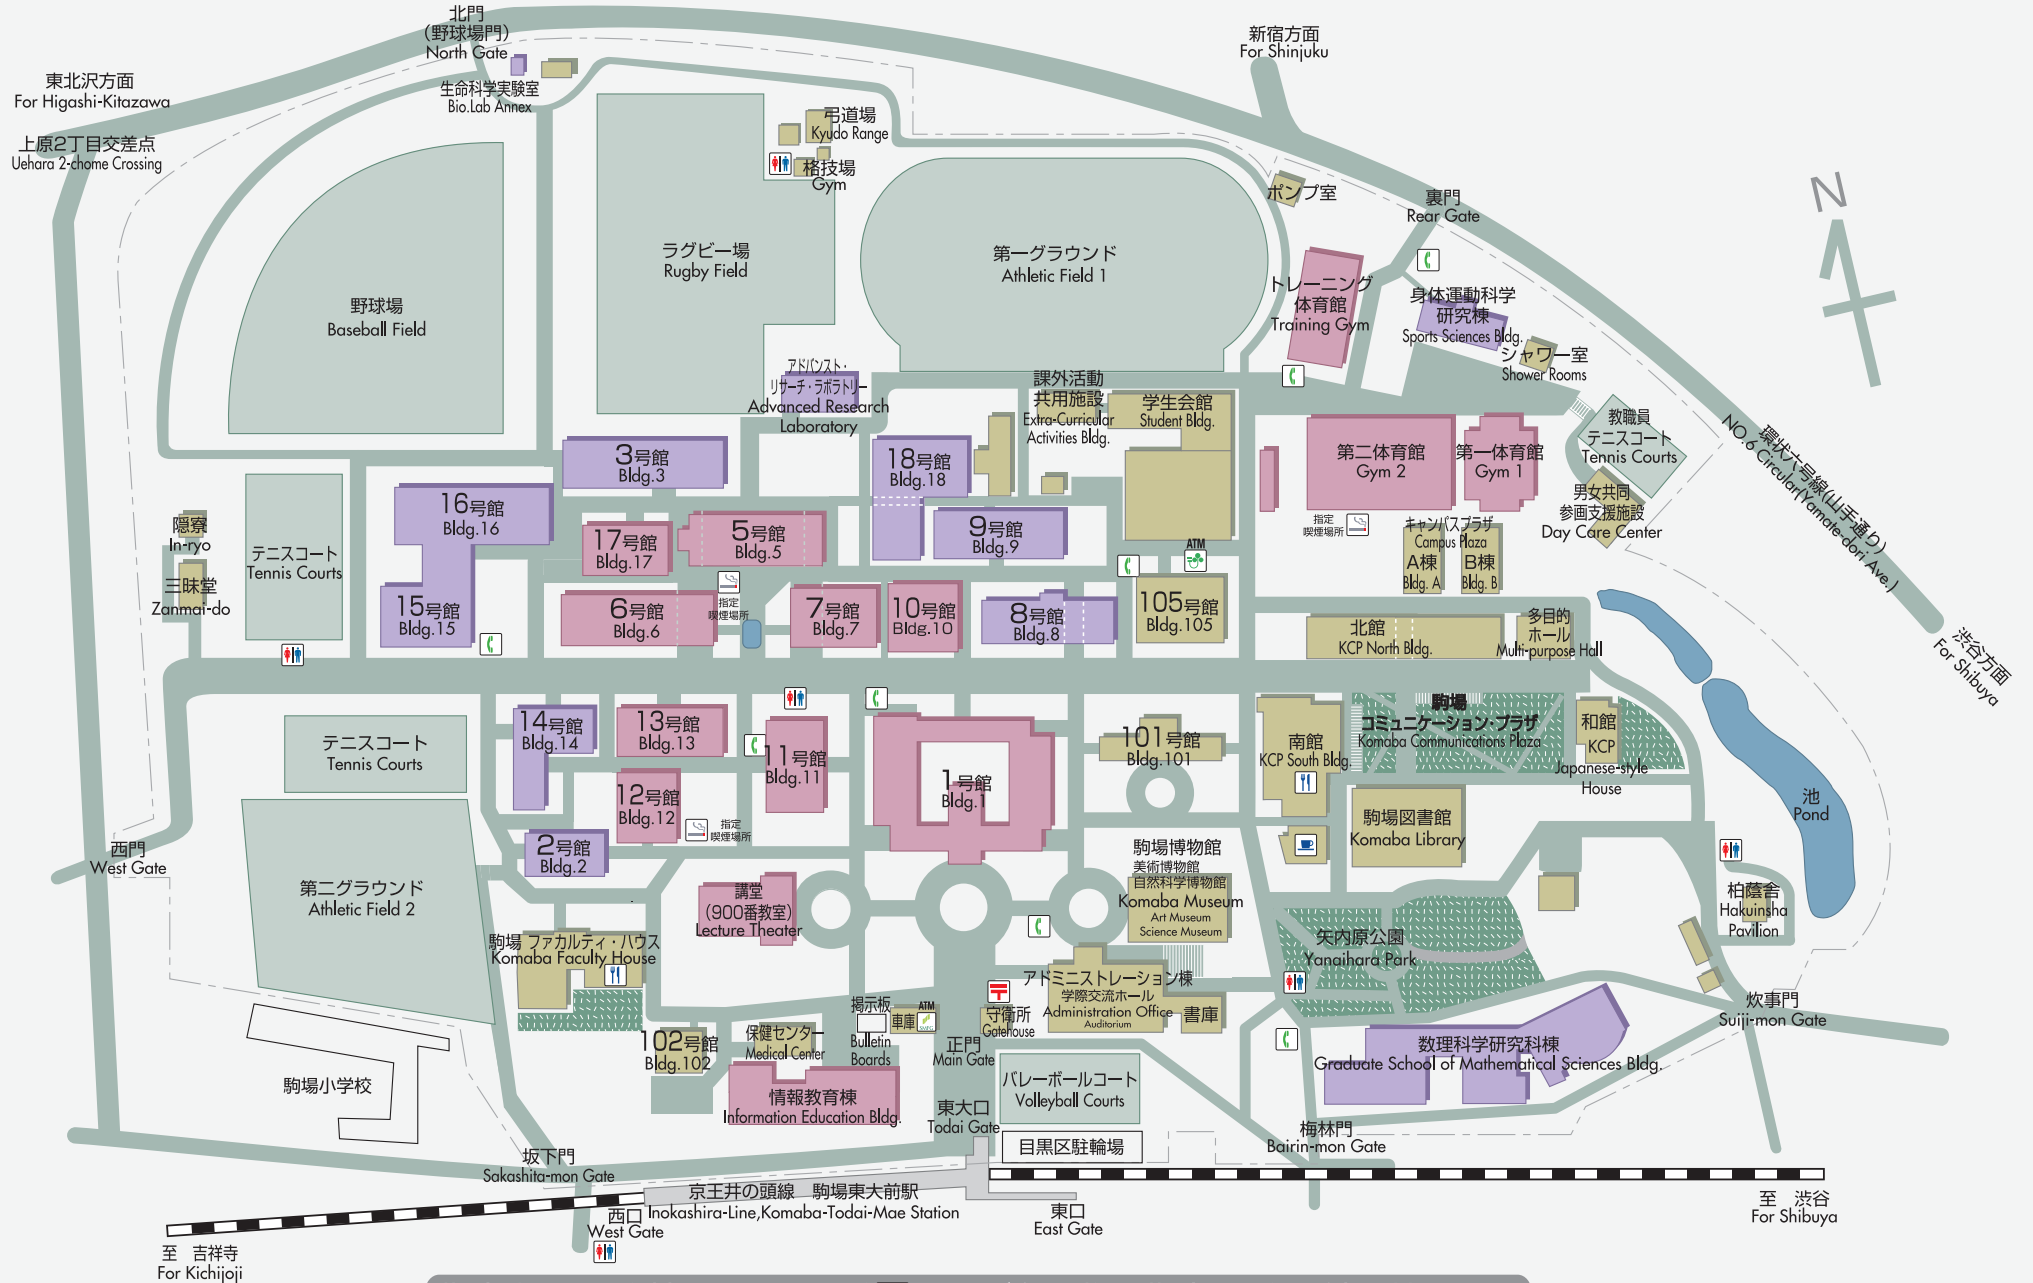 北門
（野球場門）
North Gate
新宿方面
For Shinjuku
東北沢方面
For Higashi-Kitazawa
上原2丁目交差点
Uehara 2-chome Crossing
生命科学実験室
Bio.Lab Annex
弓道場
Kyudo Range
格技場
Gym
ポンプ室
裏門
Rear Gate
N
ラグビー場
Rugby Field
第一グラウンド
Athletic Field 1
野球場
Baseball Field
トレーニング
体育館
Training Gym
身体運動科学
研究棟
Sports Sciences Bldg.
シャワー室
Shower Rooms
アドバンスト・
リサーチ・ラボラトリー
Advanced Research
Laboratory
課外活動
共用施設
Extra-Curricular
Activities Bldg.
学生会館
Student Bldg.
教職員
テニスコート
Tennis Courts
環状六号線(山手通り)
NO.6 Circular(Yamate-dori Ave.)
3号館
Bldg.3
18号館
Bldg.18
第二体育館
Gym 2
第一体育館
Gym 1
男女共同
参画支援施設
Day Care Center
16号館
Bldg.16
隠寮
In-ryo
テニスコート
Tennis Courts
17号館
Bldg.17
5号館
Bldg.5
9号館
Bldg.9
指定
喫煙場所
キャンパスプラザ
Campus Plaza
A棟
Bldg. A
B棟
Bldg. B
ATM
三昧堂
Zanmai-do
15号館
Bldg.15
6号館
Bldg.6
指定
喫煙場所
7号館
Bldg.7
10号館
Bldg.10
8号館
Bldg.8
105号館
Bldg.105
北館
KCP North Bldg.
多目的
ホール
Multi-purpose Hall
渋谷方面
For Shibuya
テニスコート
Tennis Courts
14号館
Bldg.14
13号館
Bldg.13
11号館
Bldg.11
1号館
Bldg.1
101号館
Bldg.101
南館
KCP South Bldg.
駒場
コミュニケーション・プラザ
Komaba Communications Plaza
和館
KCP
Japanese-style
House
12号館
Bldg.12
指定
喫煙場所
2号館
Bldg.2
駒場図書館
Komaba Library
池
Pond
西門
West Gate
第二グラウンド
Athletic Field 2
講堂
（900番教室）
Lecture Theater
駒場博物館
美術博物館
自然科学博物館
Komaba Museum
Art Museum
Science Museum
柏蔭舎
Hakuinsha
Pavilion
駒場 ファカルティ・ハウス
Komaba Faculty House
矢内原公園
Yanaihara Park
アドミニストレーション棟
学際交流ホール
Administration Office
Auditorium
書庫
掲示板
Bulletin
Boards
車庫
ATM
守衛所
Gatehouse
炊事門
Suiji-mon Gate
102号館
Bldg.102
保健センター
Medical Center
正門
Main Gate
数理科学研究科棟
Graduate School of Mathematical Sciences Bldg.
駒場小学校
情報教育棟
Information Education Bldg.
バレーボールコート
Volleyball Courts
東大口
Todai Gate
目黒区駐輪場
梅林門
Bairin-mon Gate
坂下門
Sakashita-mon Gate
京王井の頭線　駒場東大前駅
Inokashira-Line,Komaba-Todai-Mae Station
西口
West Gate
東口
East Gate
至　渋谷
For Shibuya
至　吉祥寺
For Kichijoji